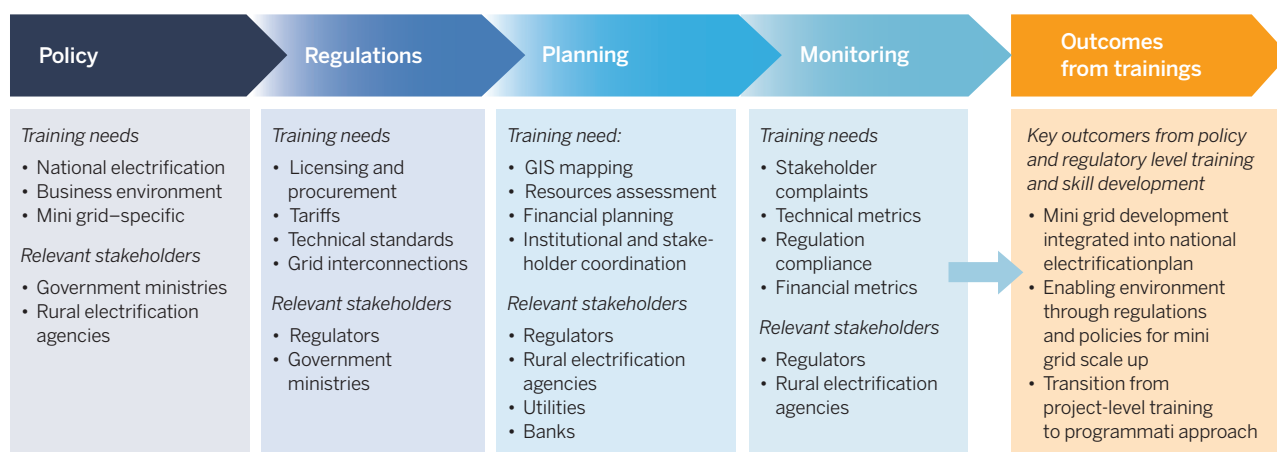 Policy
Training needs
• National electrification
• Business environment
• Mini grid–specific
Relevant stakeholders
• Government ministries
• Rural electrification
agencies
Regulations
Training needs
• Licensing and
procurement
• Tariffs
• Technical standards
• Grid interconnections
Relevant stakeholders
• Regulators
• Government
ministries
Planning
Training need:
• GIS mapping
• Resources assessment
• Financial planning
• Institutional and stake-
holder coordination
Relevant stakeholders
• Regulators
• Rural electrification
agencies
• Utilities
• Banks
Monitoring
Training needs
• Stakeholder
complaints
• Technical metrics
• Regulation
compliance
• Financial metrics
Relevant stakeholders
• Regulators
• Rural electrification
agencies
Outcomes
from trainings
Key outcomers from policy
and regulatory level training
and skill development
• Mini grid development
integrated into national
electrificationplan
• Enabling environment
through regulations
and policies for mini
grid scale up
• Transition from
project-level training
to programmati approach